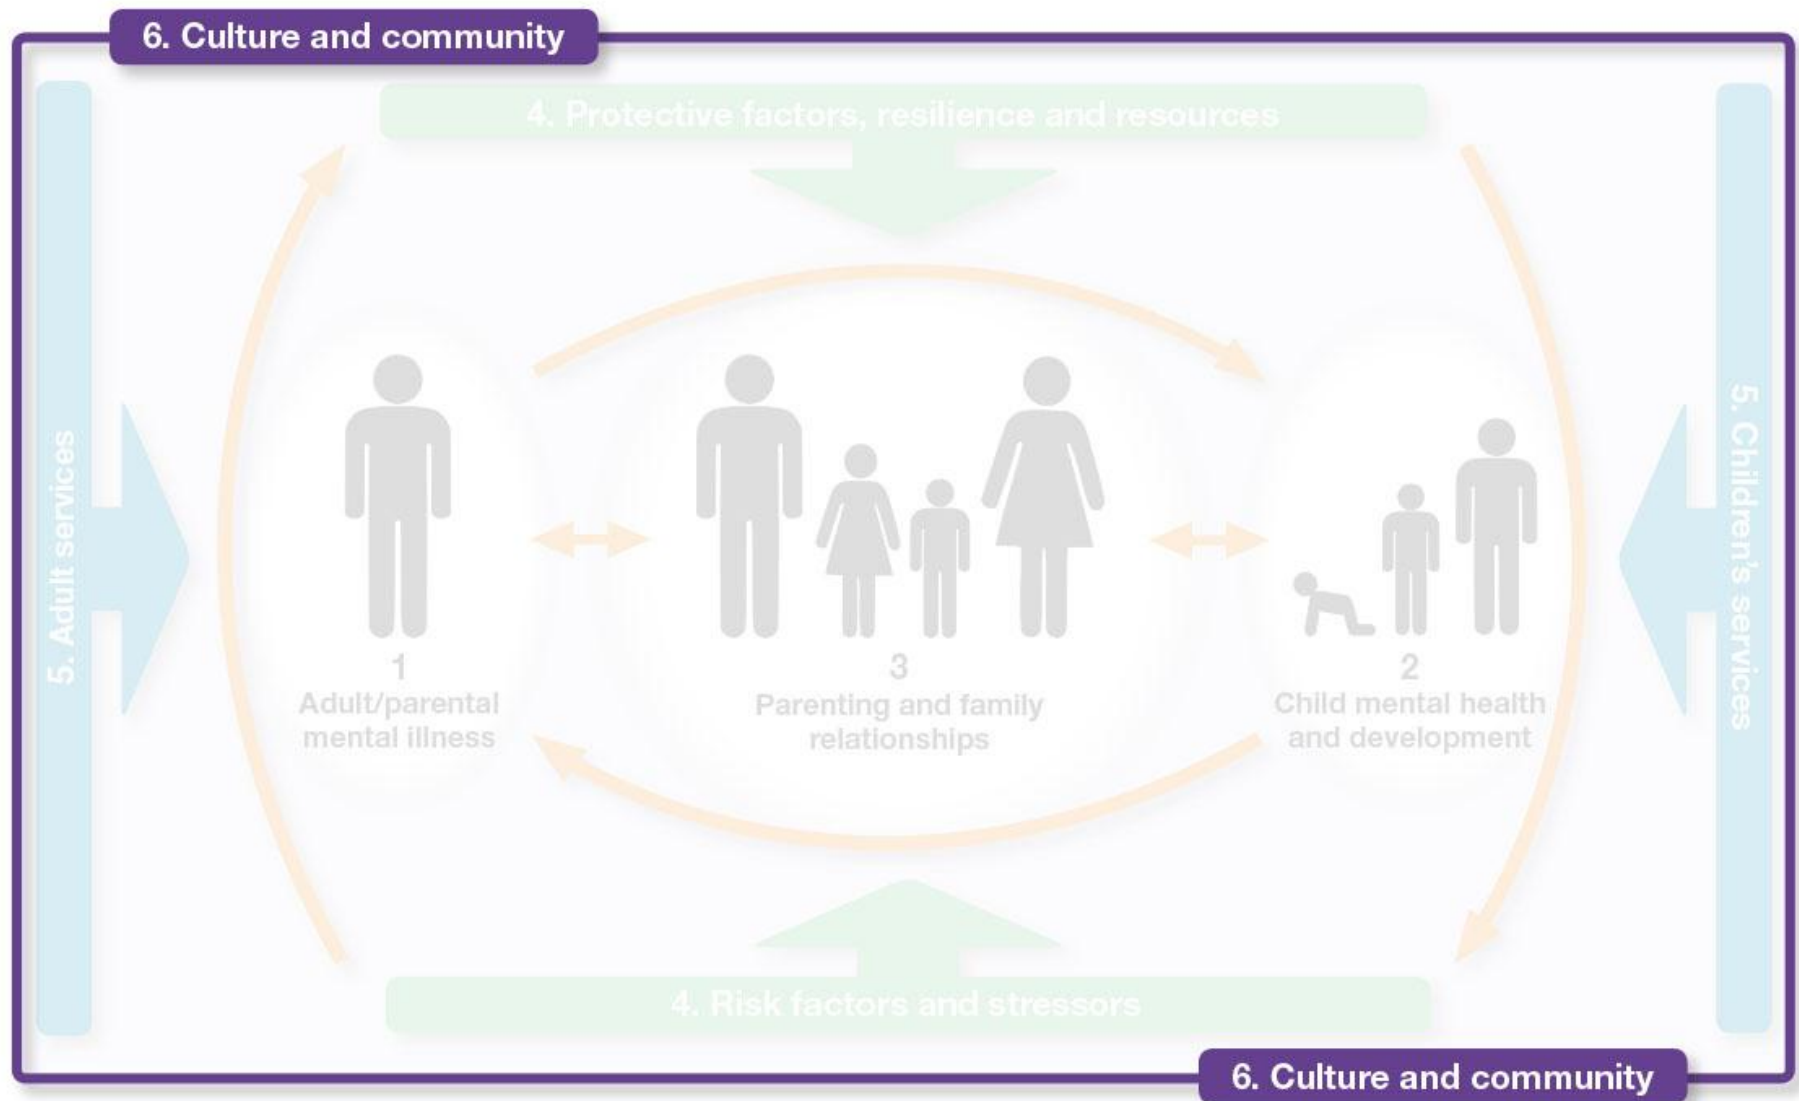 6. Culture and community
4. Protective factors, resilience and resources
5. Adult services
5. Children's services
1
Adult/parental
mental illness
3
Parenting and family
relationships
2
Child mental health
and development
4. Risk factors and stressors
6. Culture and community